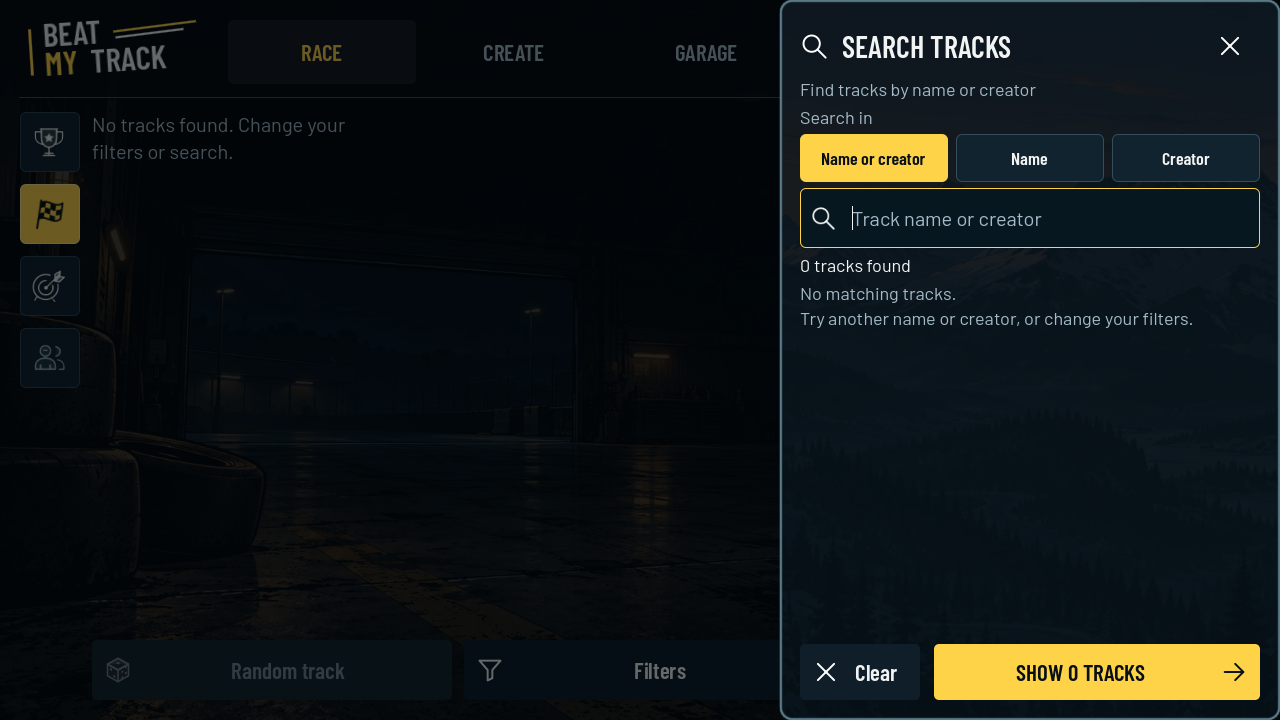 BEAT
MY TRACK
RACE
CREATE
GARAGE
No tracks found. Change your
filters or search.
Random track
Filters
SEARCH TRACKS
Find tracks by name or creator
Search in
Name or creator
Name
Creator
Track name or creator
0 tracks found
No matching tracks.
Try another name or creator, or change your filters.
Clear
SHOW 0 TRACKS